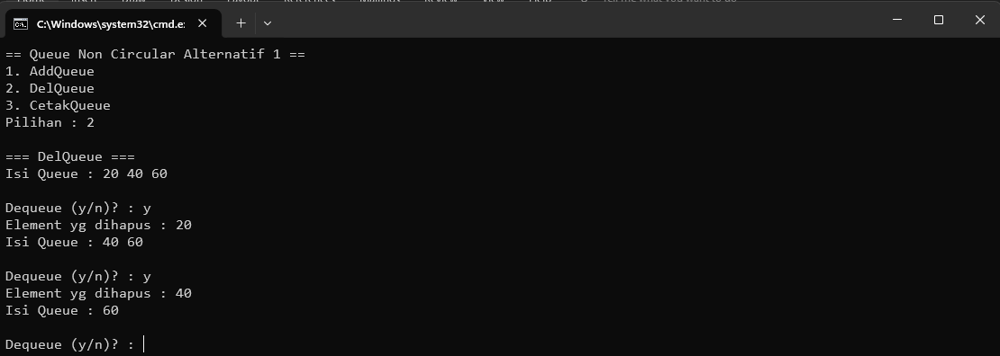 C:\Windows\system32\cmd.e:
== Queue Non Circular Alternatif 1 ==
1. AddQueue
2. DelQueue
3. CetakQueue
Pilihan : 2
=== DelQueue ===
Isi Queue : 20 40 60
Dequeue (y/n)? : y
Element yg dihapus : 20
Isi Queue : 40 60
Dequeue (y/n)? : y
Element yg dihapus : 40
Isi Queue : 60
Dequeue (y/n)? :